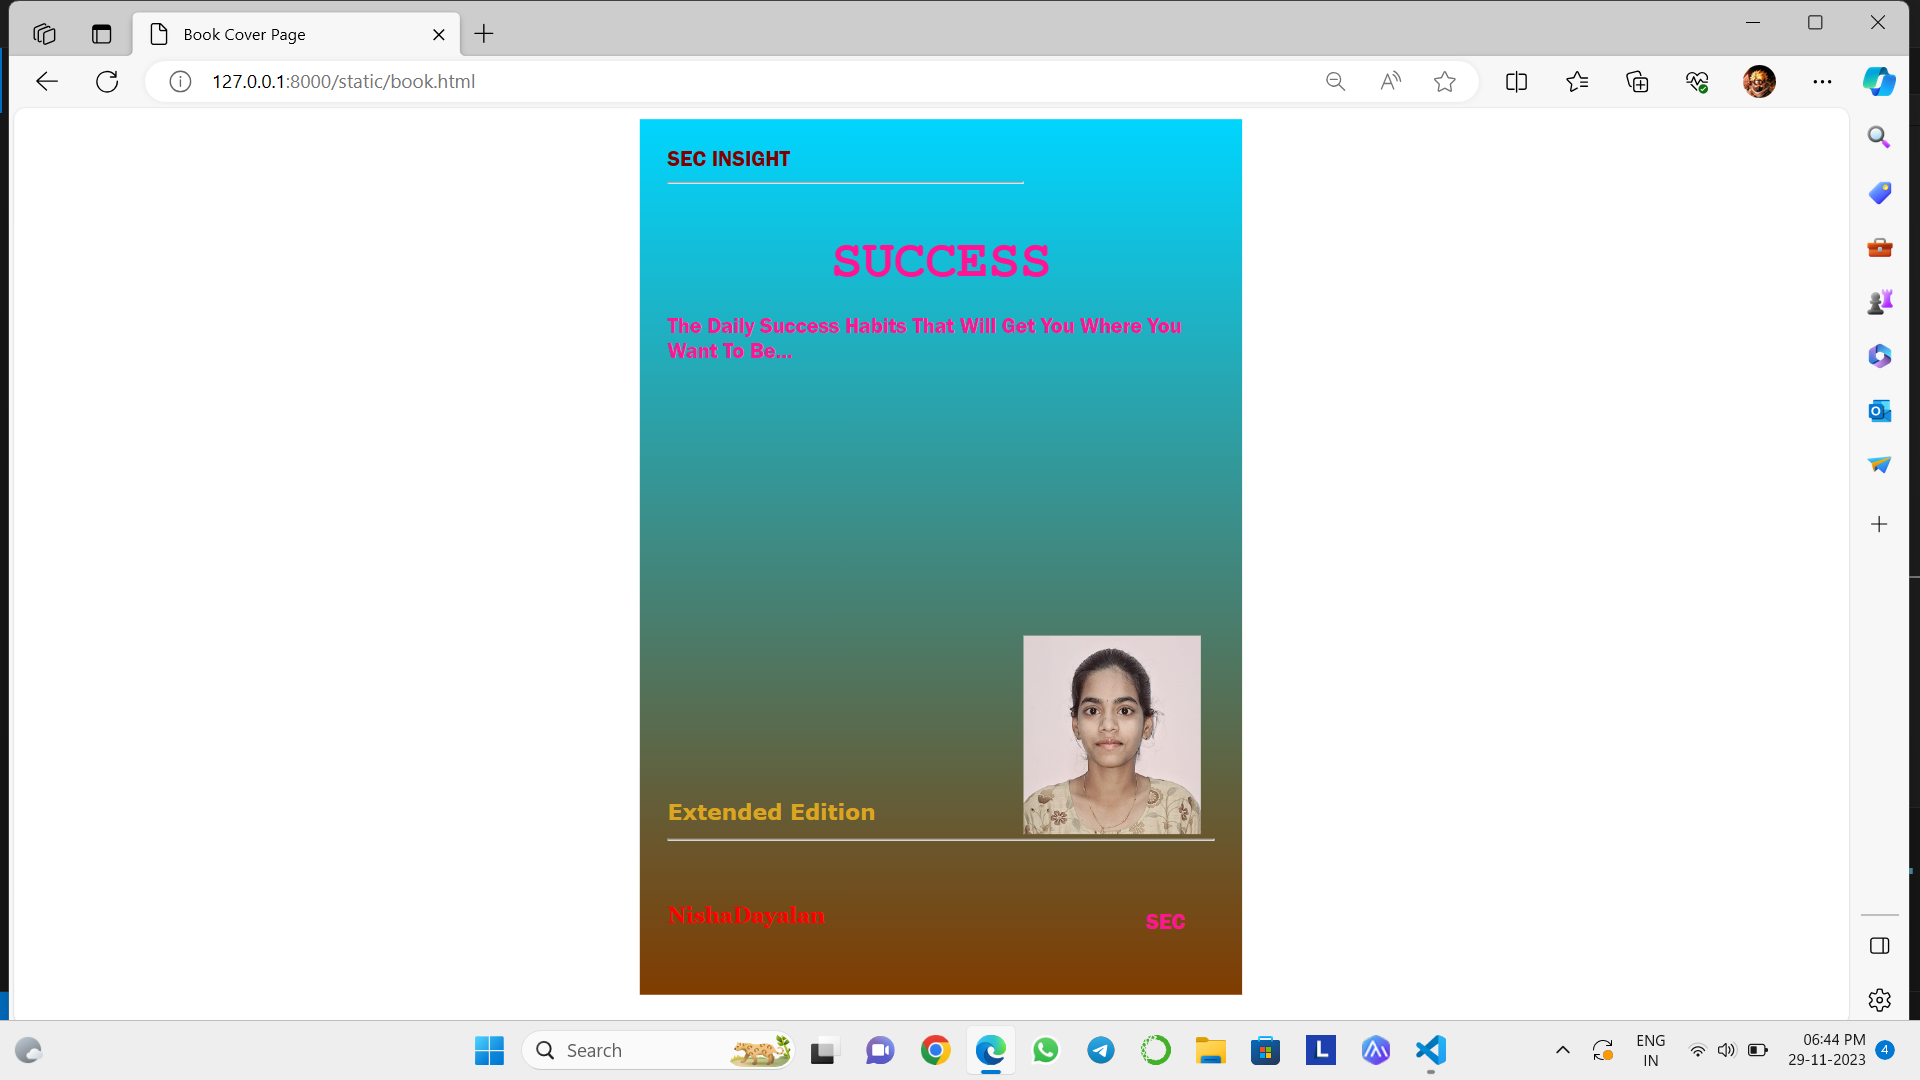 Book Cover Page
127.0.0.1:8000/static/book.html
SEC INSIGHT
SUCCESS
The Daily Success Habits That Will Get You Where You
Want To Be...
Extended Edition
NishaDayalan
SEC
Search
L
ENG
IN
06:44 PM
29-11-2023
4